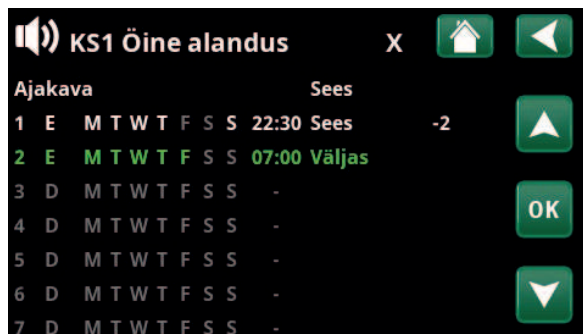 KS1 Öine alandus X
Ajakava Sees
1 E M T W T F S S 22:30 Sees -2
2 E M T W T F S S 07:00 Väljas
3 D M T W T F S S -
4 D M T W T F S S -
OK
5 D M T W T F S S -
6 D M T W T F S S -
7 D M T W T F S S -